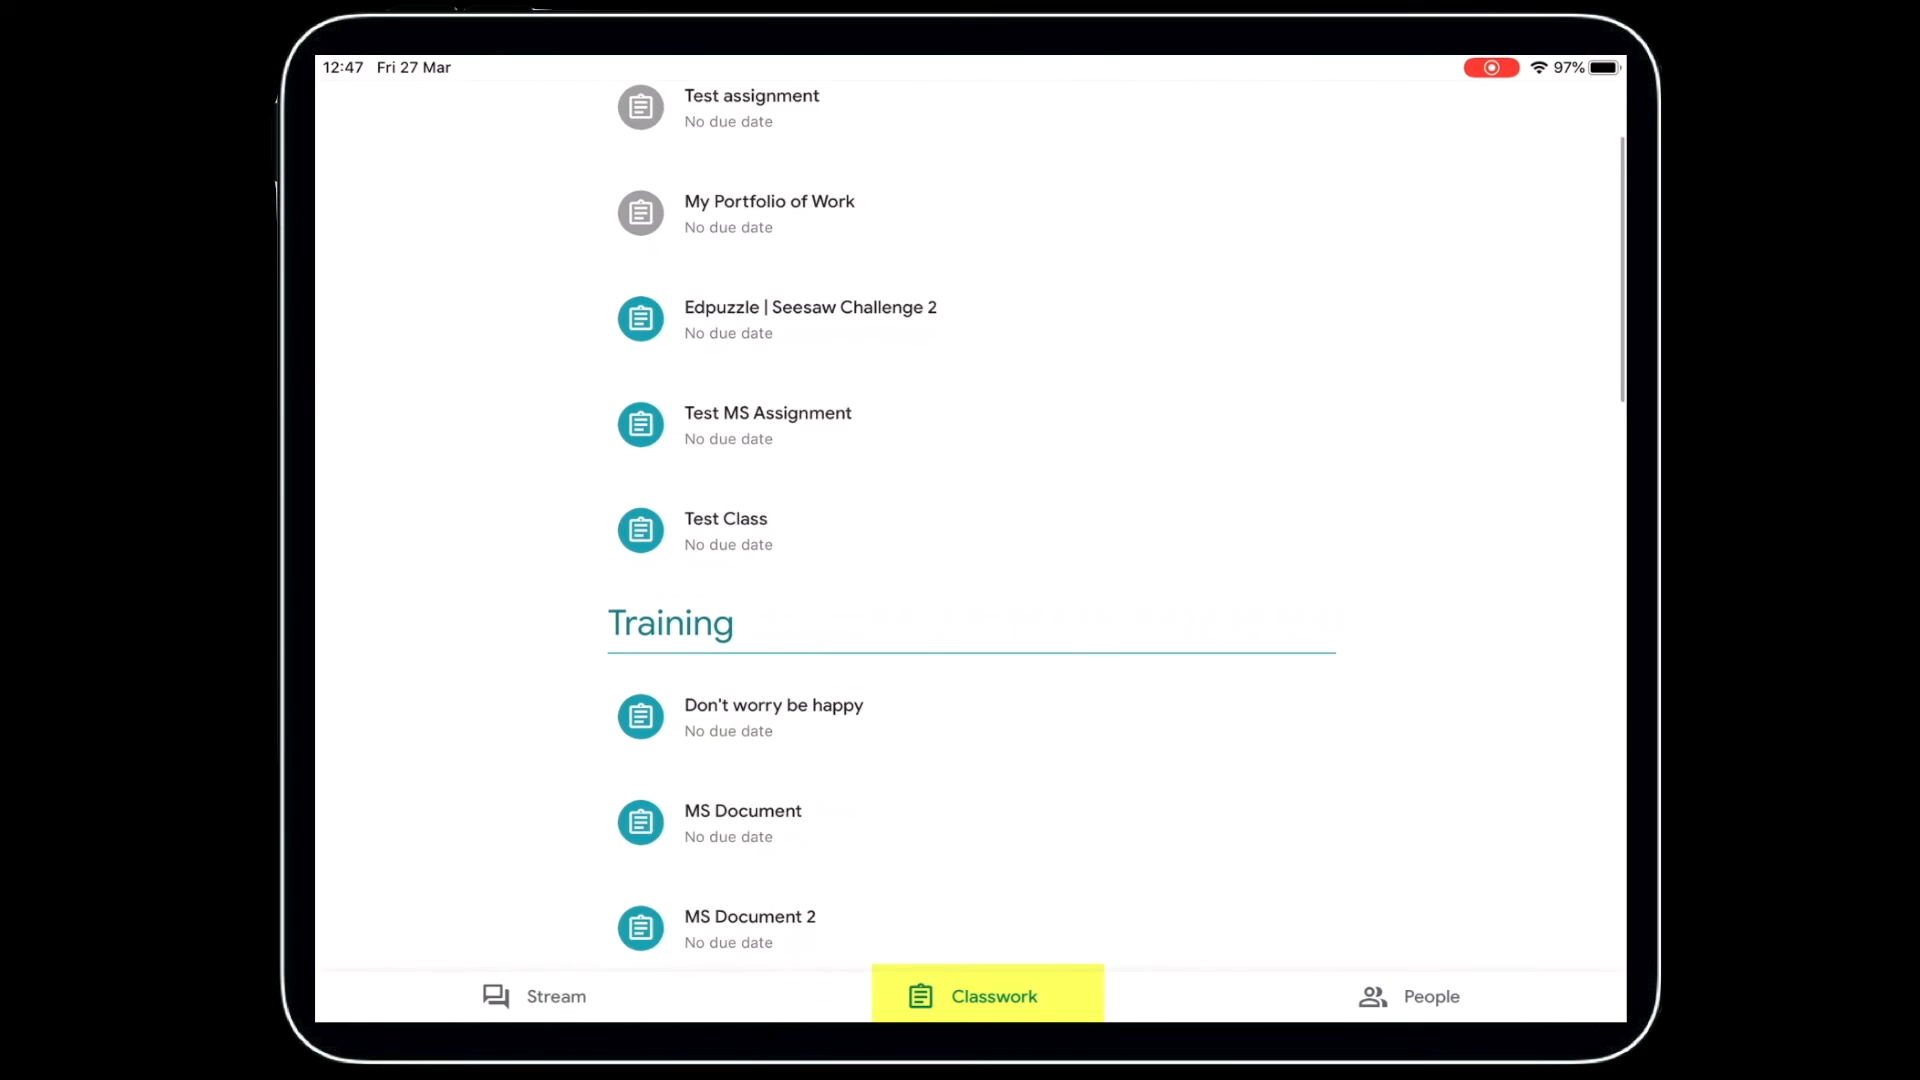 12:47 Fri 27 Mar
97%
Test assignment
No due date
My Portfolio of Work
No due date
Edpuzzle | Seesaw Challenge 2
No due date
Test MS Assignment
No due date
Test Class
No due date
Training
Don't worry be happy
No due date
MS Document
No due date
MS Document 2
No due date
Stream
Classwork
People